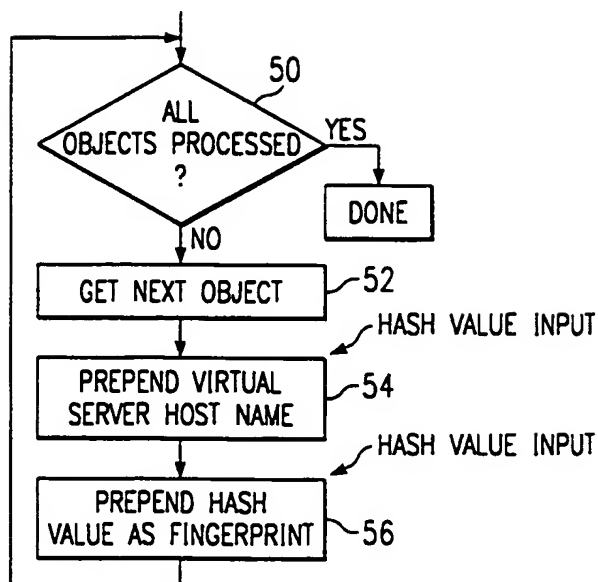 50
ALL
OBJECTS PROCESSED
?
YES
DONE
NO
GET NEXT OBJECT
52
HASH VALUE INPUT
PREPEND VIRTUAL
SERVER HOST NAME
54
HASH VALUE INPUT
PREPEND HASH
VALUE AS FINGERPRINT
56